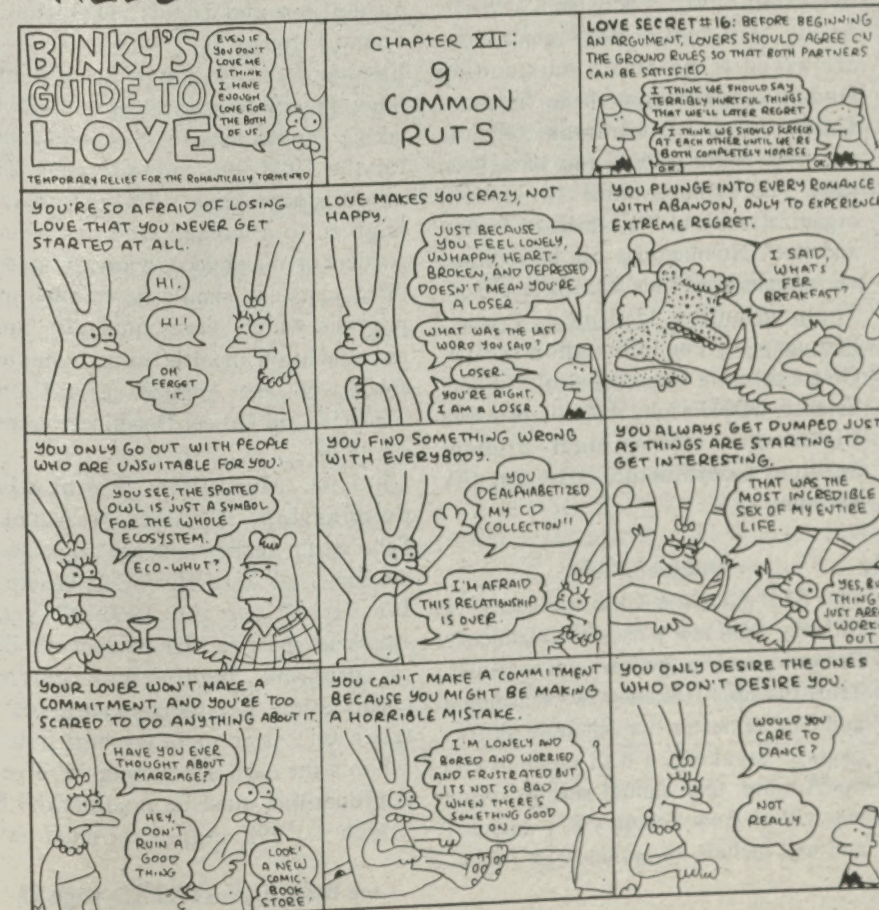 BINKY'S
GUIDE TO
LOVE
EVEN IF
YOU DON'T
LOVE ME,
I THINK
I HAVE
ENOUGH
LOVE FOR
THE BOTH
OF US.
TEMPORARY RELIEF FOR THE ROMANTICALLY TORMENTED
CHAPTER XII:
9
COMMON
RUTS
LOVE SECRET #16: BEFORE BEGINNING
AN ARGUMENT, LOVERS SHOULD AGREE ON
THE GROUND RULES SO THAT BOTH PARTNERS
CAN BE SATISFIED.
I THINK WE SHOULD SAY
TERRIBLY HURTFUL THINGS
THAT WE'LL LATER REGRET
I THINK WE SHOULD SCREECH
AT EACH OTHER UNTIL WE'RE
BOTH COMPLETELY HOARSE.
OK
OK
YOU'RE SO AFRAID OF LOSING
LOVE THAT YOU NEVER GET
STARTED AT ALL.
HI.
HI!
OH
FERGET
IT.
LOVE MAKES YOU CRAZY, NOT
HAPPY.
JUST BECAUSE
YOU FEEL LONELY,
UNHAPPY, HEART-
BROKEN, AND DEPRESSED
DOESN'T MEAN YOU'RE
A LOSER.
WHAT WAS THE LAST
WORD YOU SAID?
LOSER.
YOU'RE RIGHT.
I AM A LOSER.
YOU PLUNGE INTO EVERY ROMANCE
WITH ABANDON, ONLY TO EXPERIENCE
EXTREME REGRET.
I SAID,
WHATS
FER
BREAKFAST?
YOU ONLY GO OUT WITH PEOPLE
WHO ARE UNSUITABLE FOR YOU.
YOU SEE, THE SPOTTED
OWL IS JUST A SYMBOL
FOR THE WHOLE
ECOSYSTEM.
ECO-WHUT?
YOU FIND SOMETHING WRONG
WITH EVERYBODY.
YOU
DEALPHABETIZED
MY CD
COLLECTION!!
I'M AFRAID
THIS RELATIONSHIP
IS OVER.
YOU ALWAYS GET DUMPED JUST
AS THINGS ARE STARTING TO
GET INTERESTING.
THAT WAS THE
MOST INCREDIBLE
SEX OF MY ENTIRE
LIFE.
YES, BU
THING
JUST ARE
WORK
OUT
YOUR LOVER WON'T MAKE A
COMMITMENT, AND YOU'RE TOO
SCARED TO DO ANYTHING ABOUT IT.
HAVE YOU EVER
THOUGHT ABOUT
MARRIAGE?
HEY,
DON'T
RUIN A
GOOD
THING
LOOK!
A NEW
COMIC-
BOOK
STORE!
YOU CAN'T MAKE A COMMITMENT
BECAUSE YOU MIGHT BE MAKING
A HORRIBLE MISTAKE.
I'M LONELY AND
BORED AND WORRIED
AND FRUSTRATED BUT
ITS NOT SO BAD
WHEN THERE'S
SOMETHING GOOD
ON.
YOU ONLY DESIRE THE ONES
WHO DON'T DESIRE YOU.
WOULD YOU
CARE TO
DANCE?
NOT
REALLY.